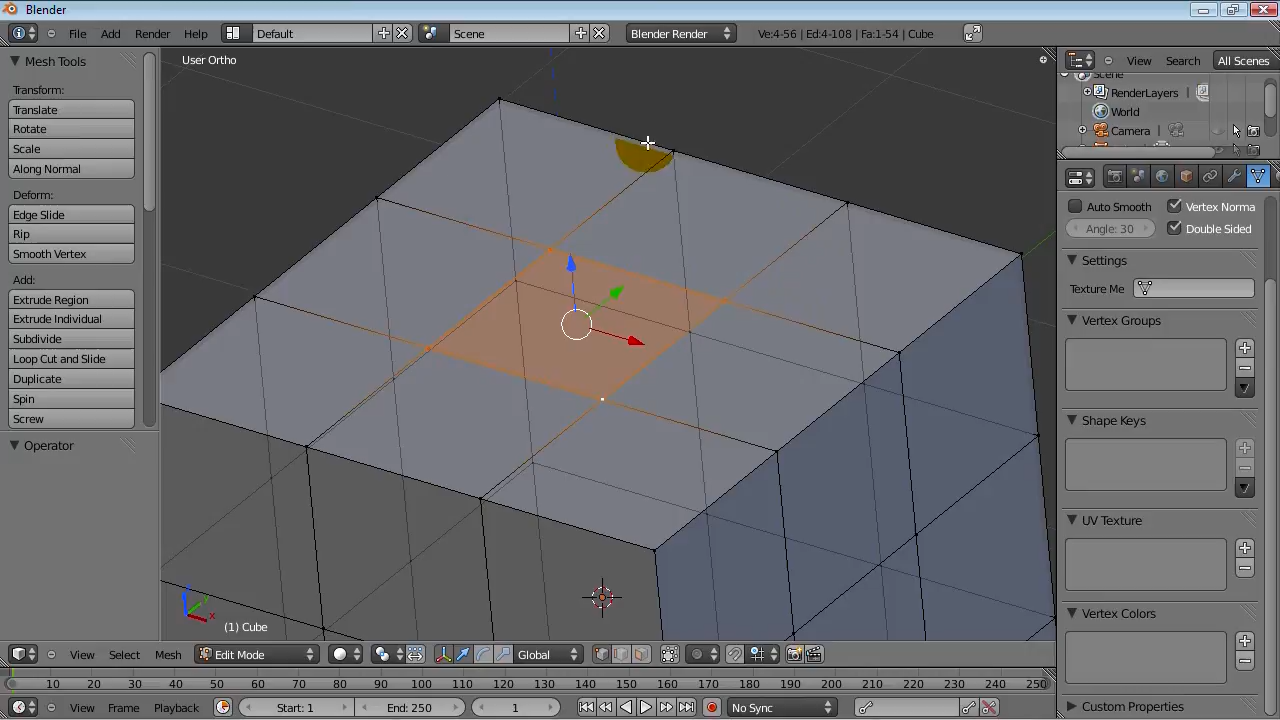 Blender
File Add Render Help Default Scene Blender Render Ve:4-56 | Ed:4-108 | Fa:1-54 | Cube View Search All Scenes
Mesh Tools
Transform:
Translate
Rotate
Scale
Along Normal
Deform:
Edge Slide
Rip
Smooth Vertex
Add:
Extrude Region
Extrude Individual
Subdivide
Loop Cut and Slide
Duplicate
Spin
Screw
Operator
User Ortho
z
y
x
(1) Cube
Scene
RenderLayers
World
Camera
Auto Smooth Vertex Norma
Angle: 30 Double Sided
Settings
Texture Me
Vertex Groups
Shape Keys
UV Texture
Vertex Colors
Custom Properties
View Select Mesh Edit Mode Global
0 10 20 30 40 50 60 70 80 90 100 110 120 130 140 150 160 170 180 190 200 210 220 230 240 250
View Frame Playback Start: 1 End: 250 1 No Sync